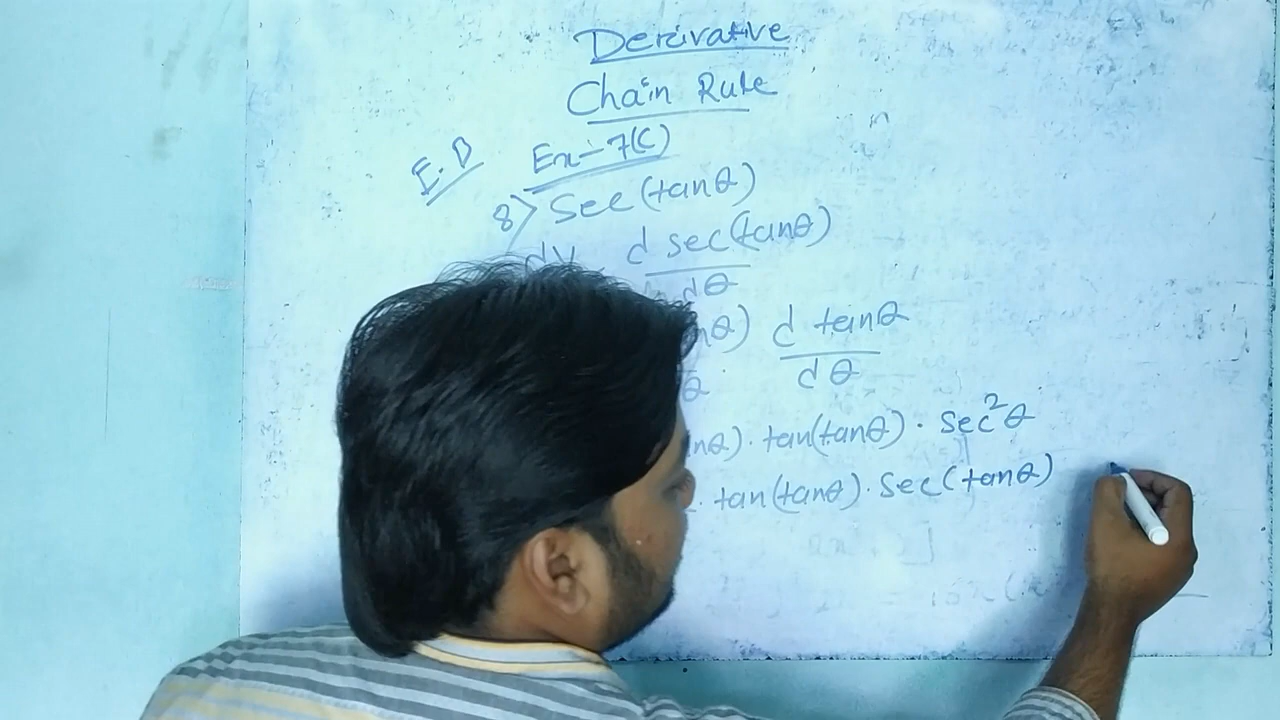 Derivative
Chain Rule
E.B
Ex-7(C)
8> Sec(tanθ)
dy d sec(tanθ)
dθ
nθ) d tanθ
θ . dθ
nθ). tan(tanθ). sec²θ
. tan(tanθ). sec(tanθ)